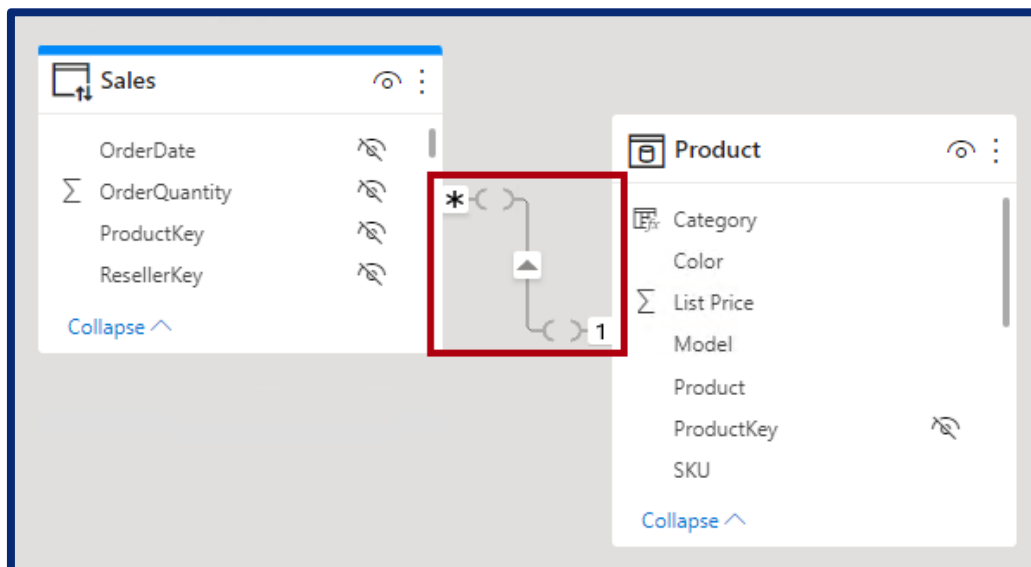 Sales
OrderDate
∑ OrderQuantity
ProductKey
ResellerKey
Collapse
* 
1
Product
Category
Color
∑ List Price
Model
Product
ProductKey
SKU
Collapse